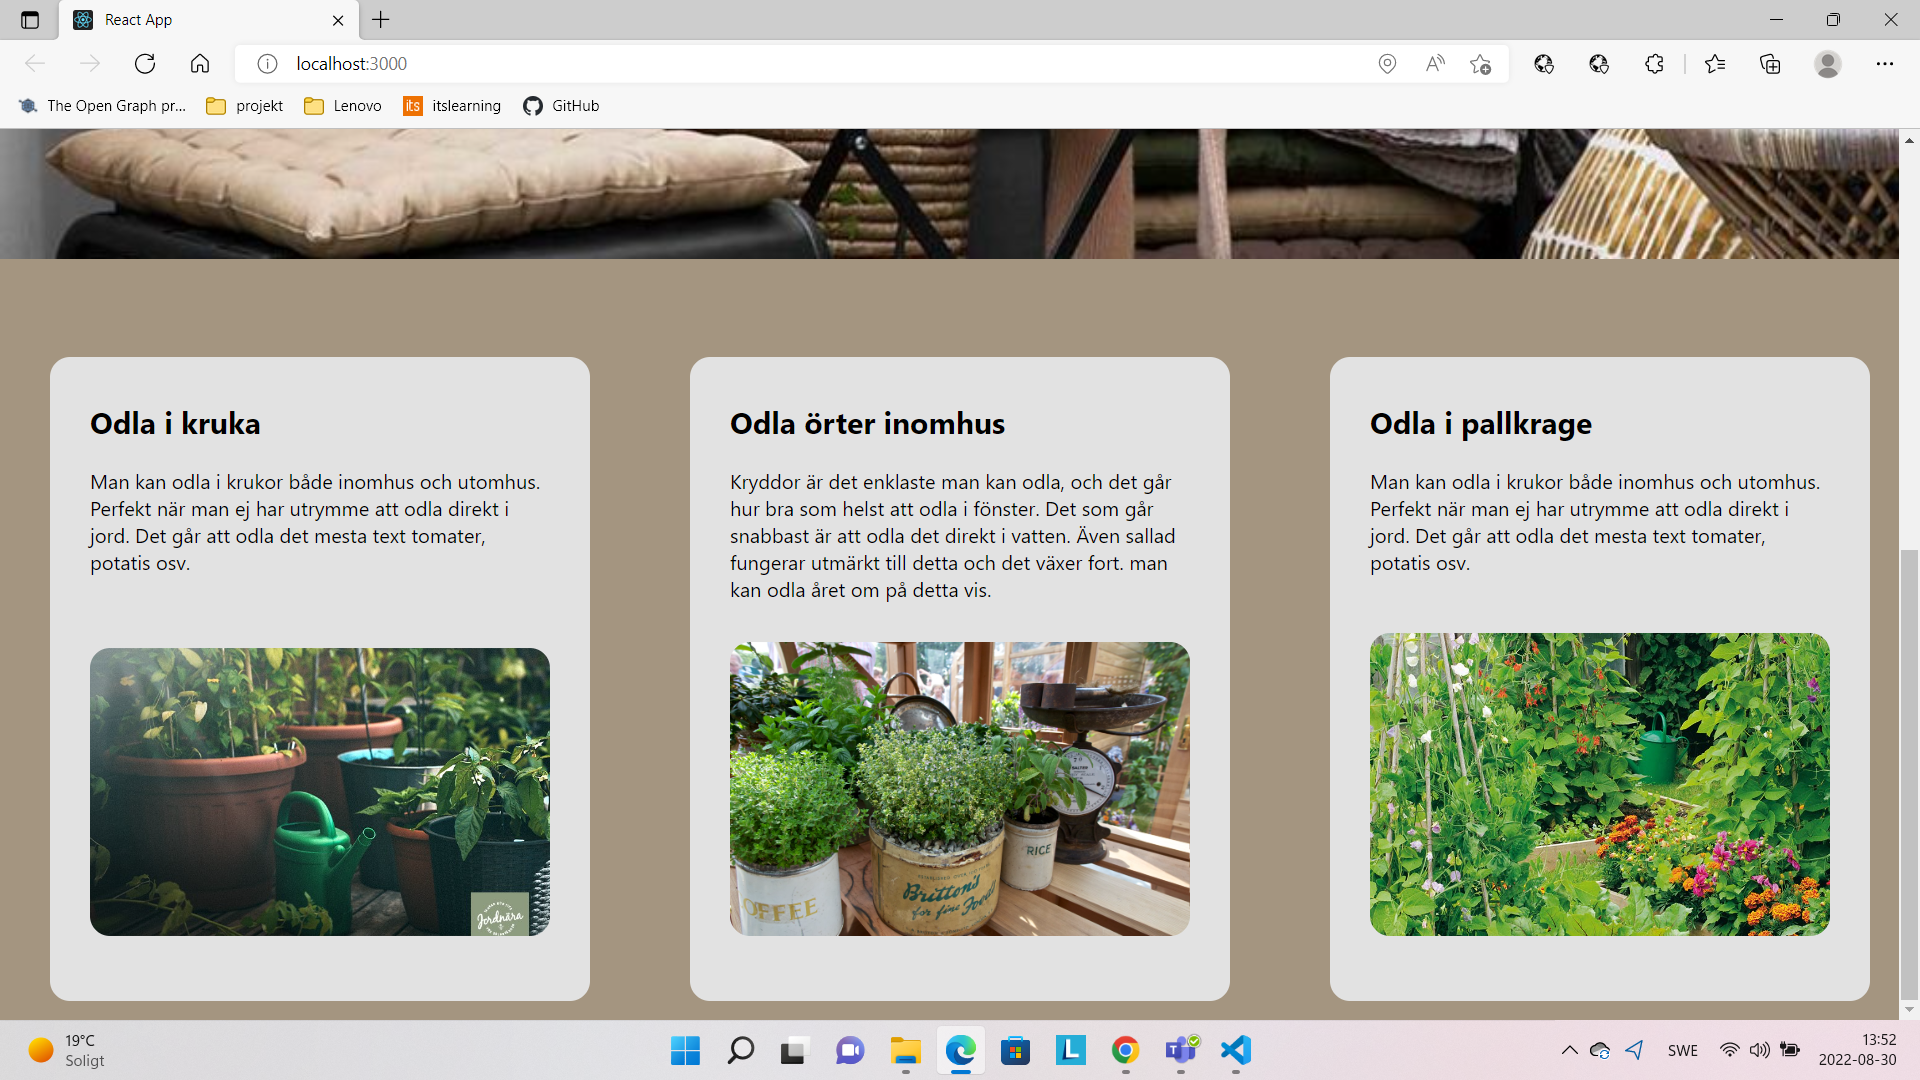 React App
localhost:3000
The Open Graph pr...
projekt
Lenovo
its
itslearning
GitHub
Odla i kruka
Man kan odla i krukor både inomhus och utomhus.
Perfekt när man ej har utrymme att odla direkt i
jord. Det går att odla det mesta text tomater,
potatis osv.
Jordnära
Odla örter inomhus
Kryddor är det enklaste man kan odla, och det går
hur bra som helst att odla i fönster. Det som går
snabbast är att odla det direkt i vatten. Även sallad
fungerar utmärkt till detta och det växer fort. man
kan odla året om på detta vis.
RICE
COFFEE
Britton's
for fine Foods
Odla i pallkrage
Man kan odla i krukor både inomhus och utomhus.
Perfekt när man ej har utrymme att odla direkt i
jord. Det går att odla det mesta text tomater,
potatis osv.
19°C
Soligt
SWE
13:52
2022-08-30